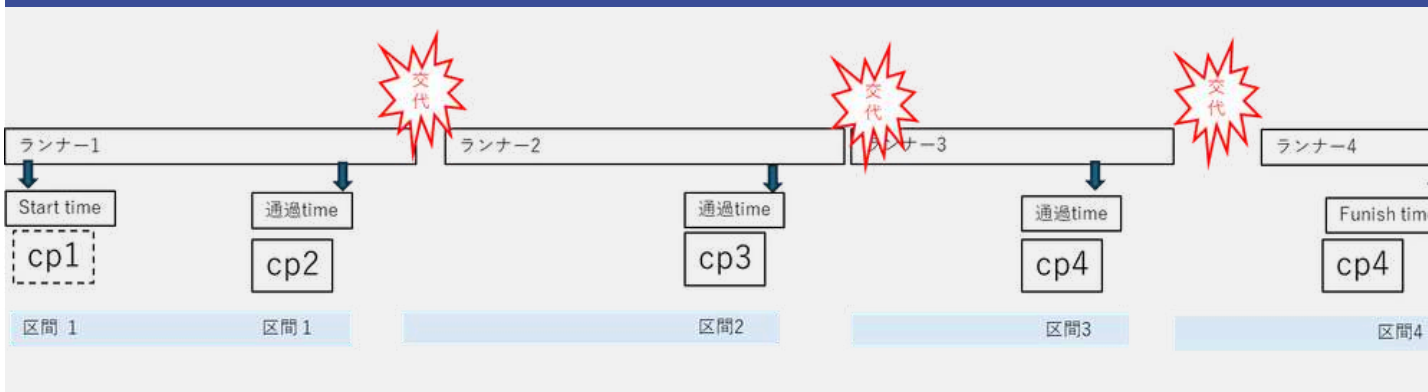 交代
交代
交代
ランナー1
ランナー2
ランナー3
ランナー4
Start time
通過time
通過time
通過time
Funish time
cp1
cp2
cp3
cp4
cp4
区間 1
区間1
区間2
区間3
区間4